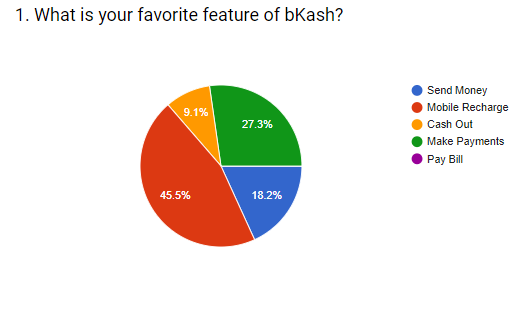 1. What is your favorite feature of bKash?
9.1%
27.3%
45.5%
18.2%
Send Money
Mobile Recharge
Cash Out
Make Payments
Pay Bill